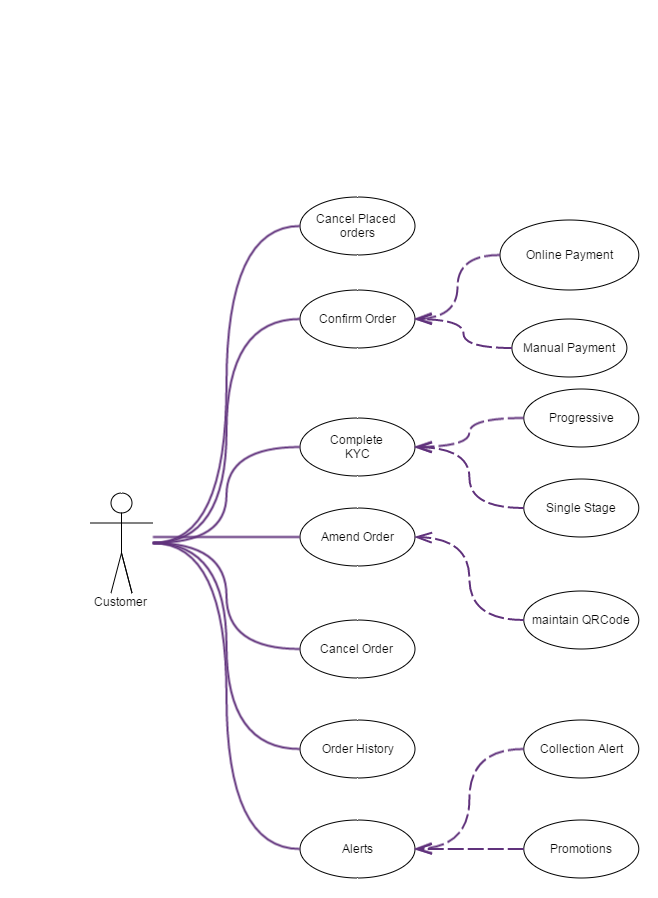 Cancel Placed
orders
Online Payment
Confirm Order
Manual Payment
Progressive
Complete
KYC
Single Stage
Amend Order
Customer
maintain QRCode
Cancel Order
Order History
Collection Alert
Alerts
Promotions